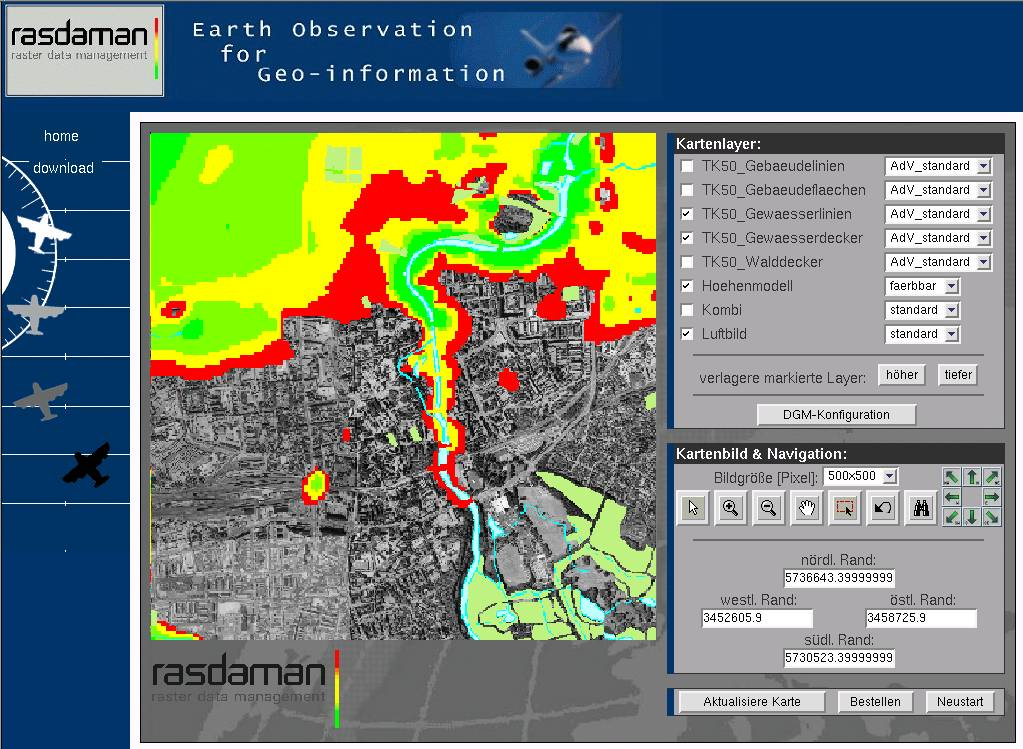 rasdaman
raster data management
Earth Observation
for
Geo-information
home
download
Kartenlayer:
TK50_Gebaeudelinien AdV_standard
TK50_Gebaeudeflaechen AdV_standard
TK50_Gewaesserlinien AdV_standard
TK50_Gewaesserdecker AdV_standard
TK50_Walddecker AdV_standard
Hoehenmodell faerbbar
Kombi standard
Luftbild standard
verlagere markierte Layer: höher tiefer
DGM-Konfiguration
Kartenbild & Navigation:
Bildgröße [Pixel]: 500x500
nördl. Rand:
5736643.39999999
westl. Rand: östl. Rand:
3452605.9 3458725.9
südl. Rand:
5730523.39999999
rasdaman
raster data management
Aktualisiere Karte Bestellen Neustart